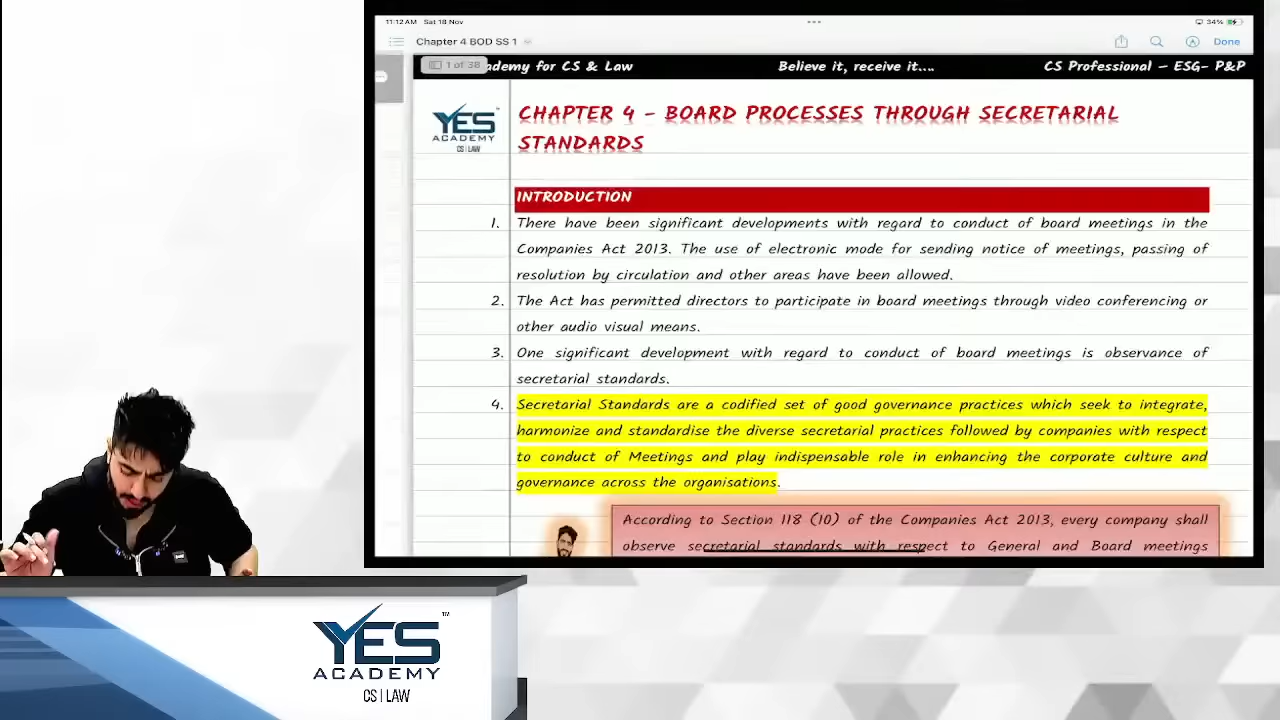 11:12 AM Sat 18 Nov
34%
Chapter 4 BOD SS 1
Done
1 of 38
ademy for CS & Law
Believe it, receive it....
CS Professional – ESG- P&P
YES
ACADEMY
CS | LAW
CHAPTER 4 - BOARD PROCESSES THROUGH SECRETARIAL
STANDARDS
INTRODUCTION
1. There have been significant developments with regard to conduct of board meetings in the
Companies Act 2013. The use of electronic mode for sending notice of meetings, passing of
resolution by circulation and other areas have been allowed.
2. The Act has permitted directors to participate in board meetings through video conferencing or
other audio visual means.
3. One significant development with regard to conduct of board meetings is observance of
secretarial standards.
4. Secretarial Standards are a codified set of good governance practices which seek to integrate,
harmonize and standardise the diverse secretarial practices followed by companies with respect
to conduct of Meetings and play indispensable role in enhancing the corporate culture and
governance across the organisations.
According to Section 118 (10) of the Companies Act 2013, every company shall
observe secretarial standards with respect to General and Board meetings
YES
TM
ACADEMY
CS | LAW